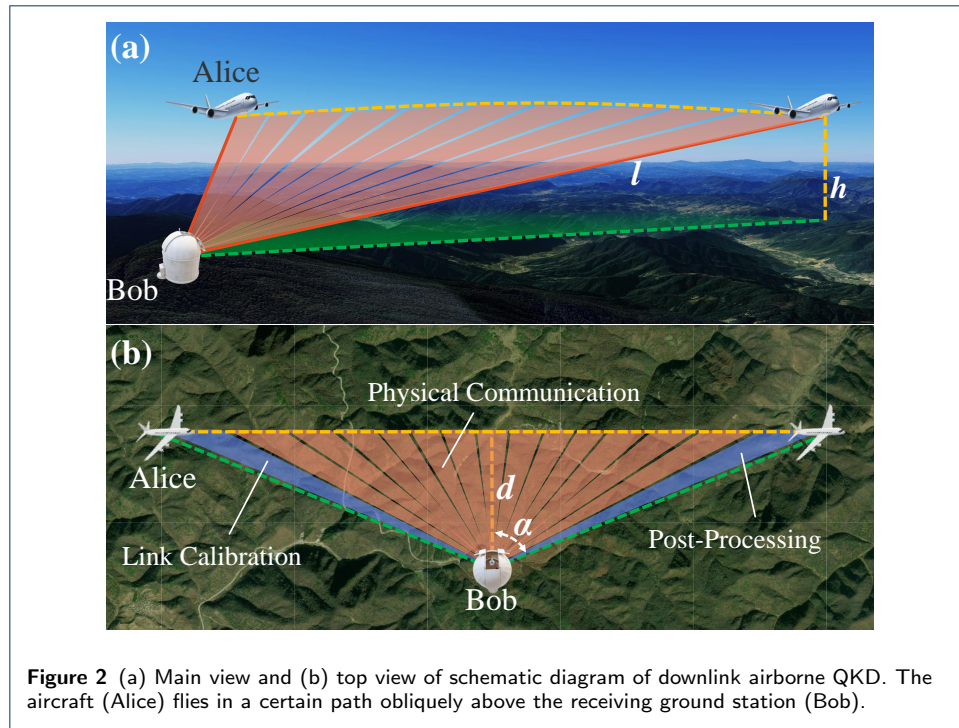 (a)
Alice
l
h
Bob
(b)
Physical Communication
Alice
d
α
Link Calibration
Post-Processing
Bob
Figure 2 (a) Main view and (b) top view of schematic diagram of downlink airborne QKD. The
aircraft (Alice) flies in a certain path obliquely above the receiving ground station (Bob).